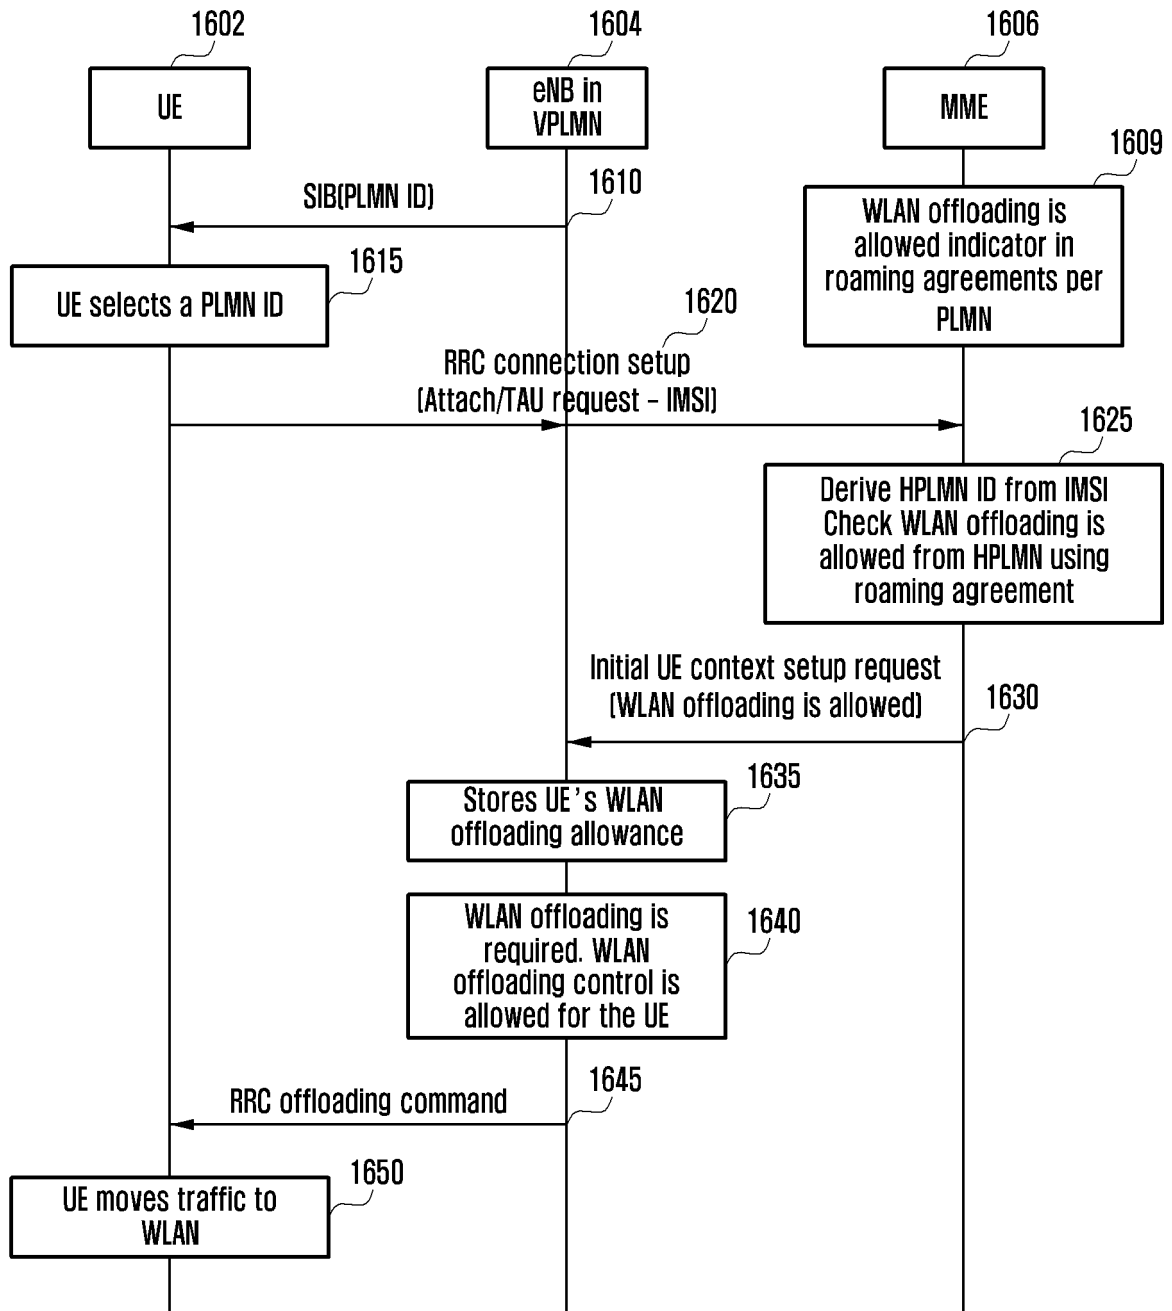 1602
1604
1606
UE
eNB in
VPLMN
MME
1609
SIB(PLMN ID)
1610
WLAN offloading is
allowed indicator in
roaming agreements per
PLMN
1615
UE selects a PLMN ID
1620
RRC connection setup
(Attach/TAU request – IMSI)
1625
Derive HPLMN ID from IMSI
Check WLAN offloading is
allowed from HPLMN using
roaming agreement
Initial UE context setup request
(WLAN offloading is allowed)
1630
1635
Stores UE's WLAN
offloading allowance
1640
WLAN offloading is
required. WLAN
offloading control is
allowed for the UE
1645
RRC offloading command
1650
UE moves traffic to
WLAN